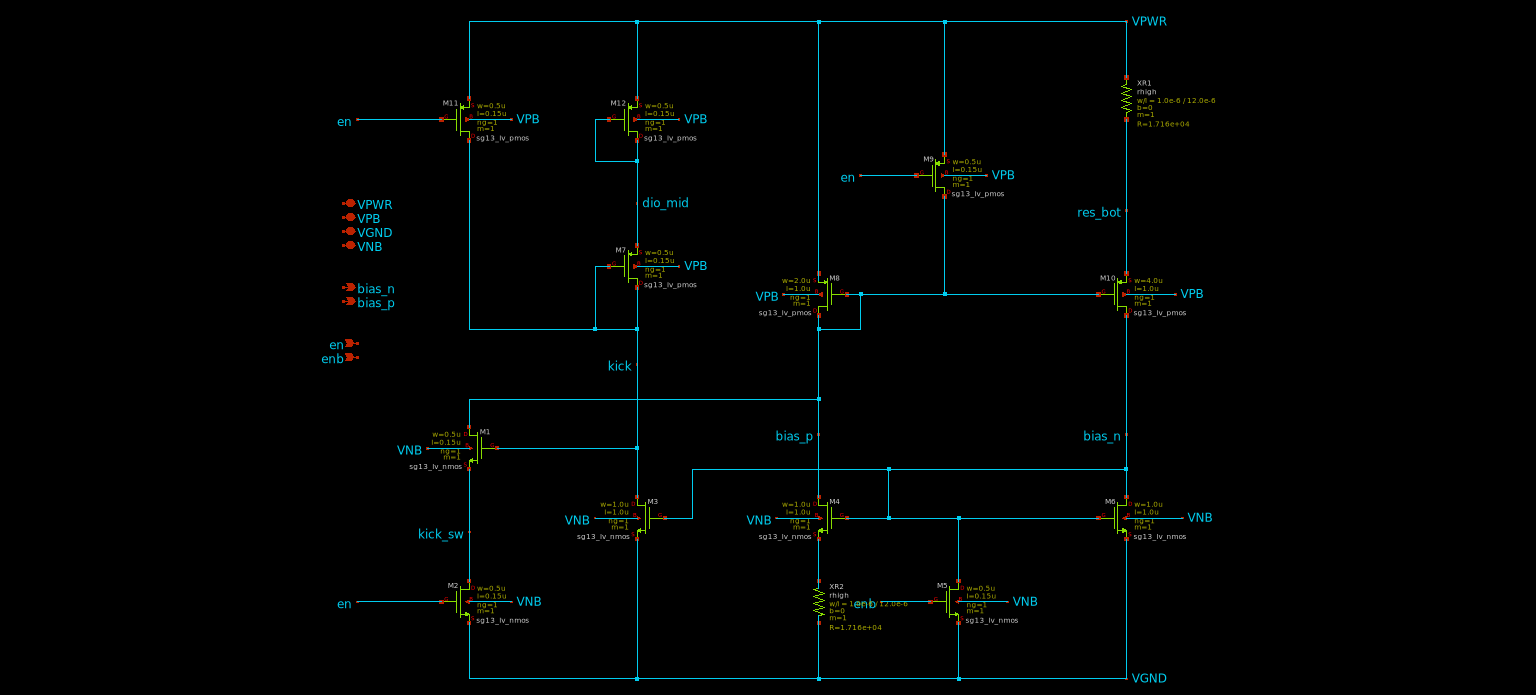 VPWR
XR1
rhigh
w/l = 1.0e-6 / 12.0e-6
b=0
m=1
R=1.716e+04
M11
w=0.5u
l=0.15u
ng=1
m=1
sg13_lv_pmos
en
VPB
M12
w=0.5u
l=0.15u
ng=1
m=1
sg13_lv_pmos
VPB
M9
w=0.5u
l=0.15u
ng=1
m=1
sg13_lv_pmos
en
VPB
VPWR
VPB
VGND
VNB
dio_mid
res_bot
M7
w=0.5u
l=0.15u
ng=1
m=1
sg13_lv_pmos
VPB
M8
w=2.0u
l=1.0u
ng=1
m=1
sg13_lv_pmos
VPB
M10
w=4.0u
l=1.0u
ng=1
m=1
sg13_lv_pmos
VPB
bias_n
bias_p
en
enb
kick
M1
w=0.5u
l=0.15u
ng=1
m=1
sg13_lv_nmos
VNB
bias_p
bias_n
M3
w=1.0u
l=1.0u
ng=1
m=1
sg13_lv_nmos
VNB
M4
w=1.0u
l=1.0u
ng=1
m=1
sg13_lv_nmos
VNB
M6
w=1.0u
l=1.0u
ng=1
m=1
sg13_lv_nmos
VNB
kick_sw
M2
w=0.5u
l=0.15u
ng=1
m=1
sg13_lv_nmos
en
VNB
XR2
rhigh
w/l = 1.0e-6 / 12.0e-6
b=0
m=1
R=1.716e+04
enb
M5
w=0.5u
l=0.15u
ng=1
m=1
sg13_lv_nmos
VNB
VGND